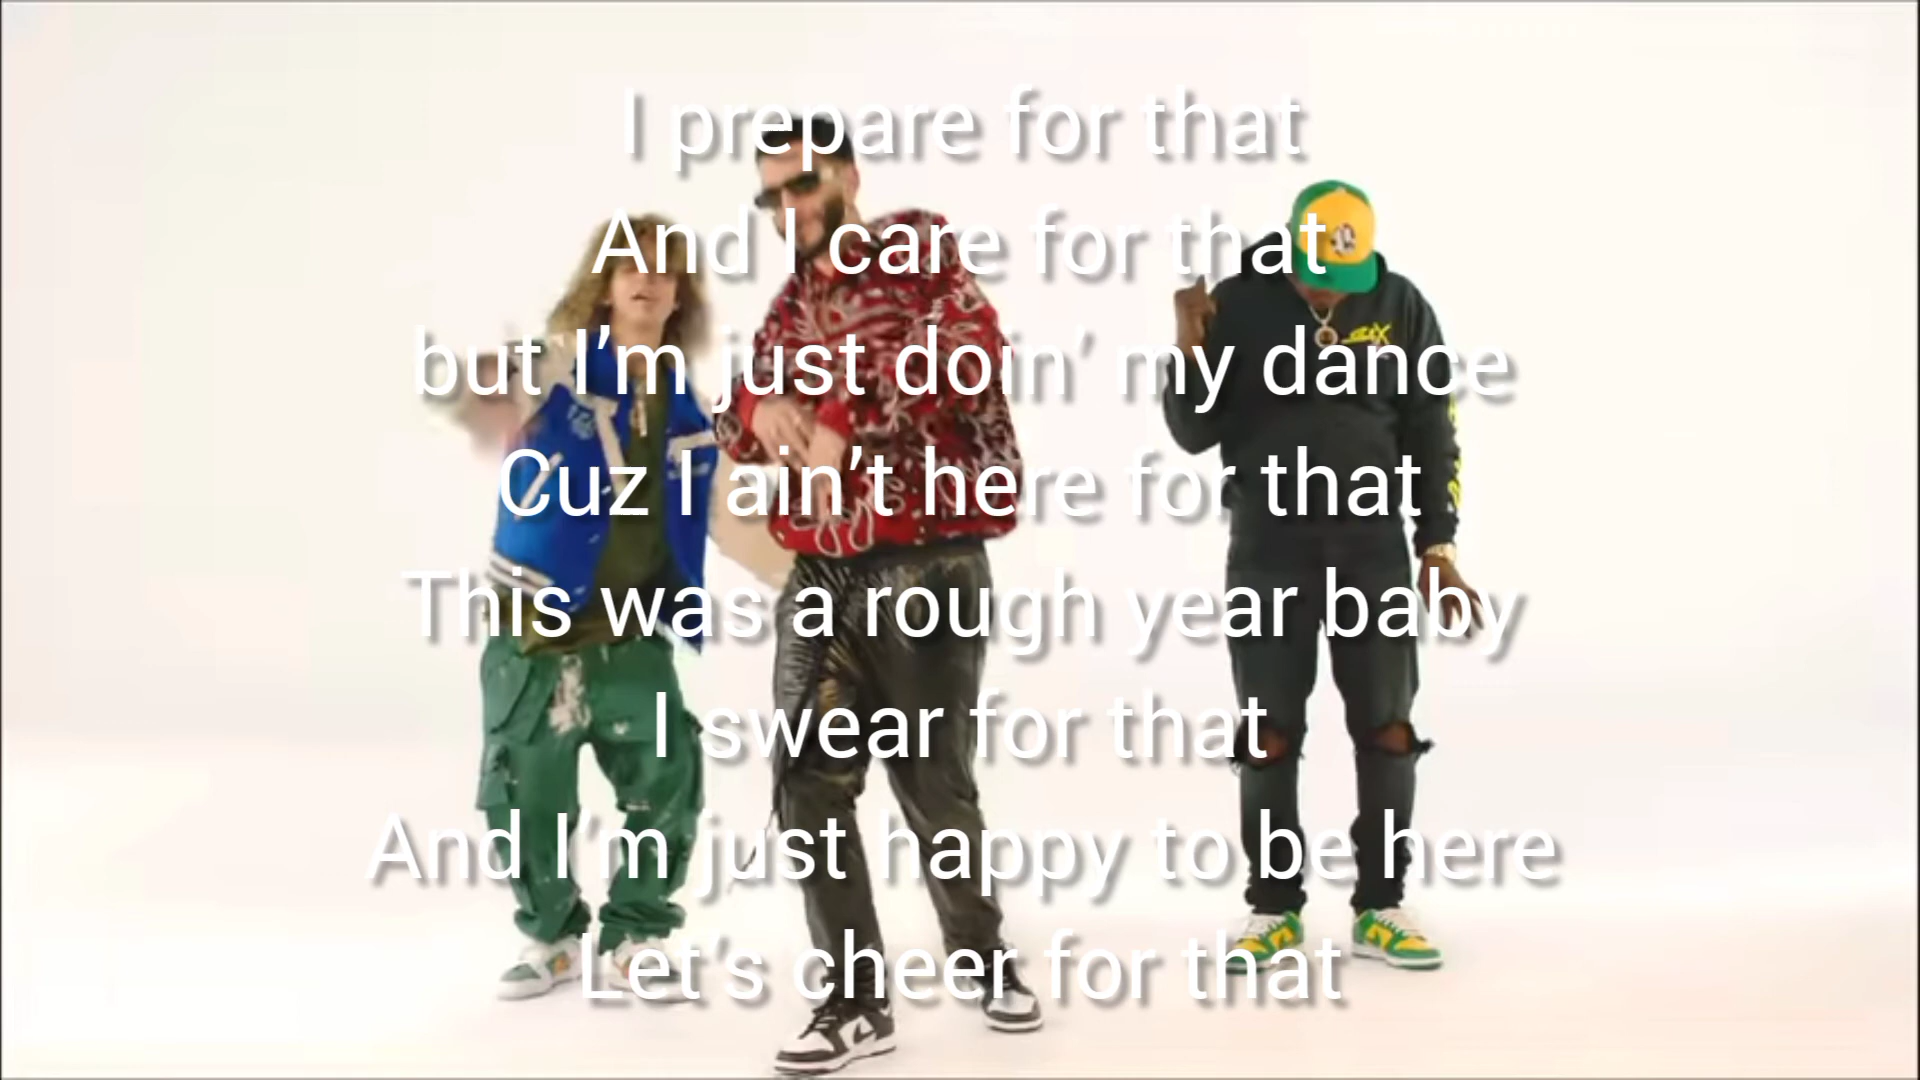 I prepare for that
And I care for that
but I’m just doin’ my dance
Cuz I ain’t here for that
This was a rough year baby
I swear for that
And I’m just happy to be here
Let’s cheer for that